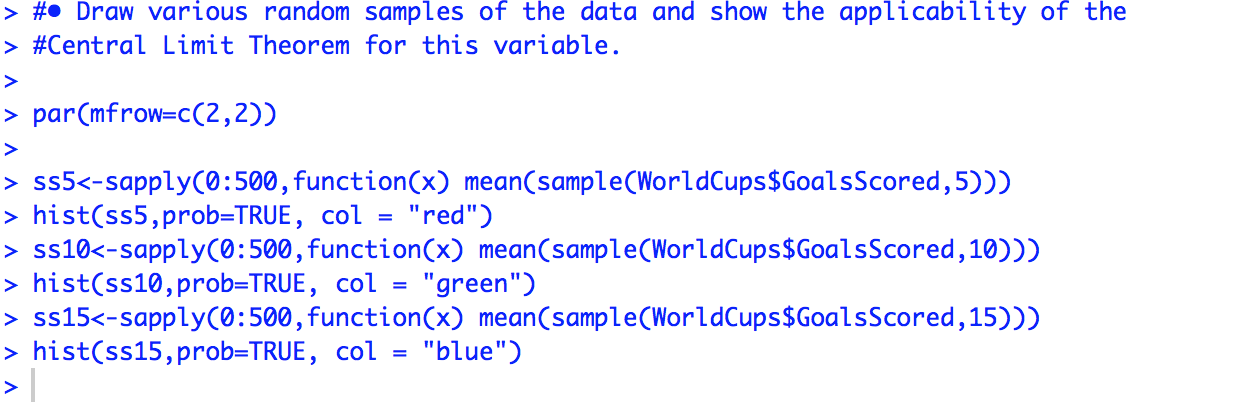 > #● Draw various random samples of the data and show the applicability of the
> #Central Limit Theorem for this variable.
>
> par(mfrow=c(2,2))
>
> ss5<-sapply(0:500,function(x) mean(sample(WorldCups$GoalsScored,5)))
> hist(ss5,prob=TRUE, col = "red")
> ss10<-sapply(0:500,function(x) mean(sample(WorldCups$GoalsScored,10)))
> hist(ss10,prob=TRUE, col = "green")
> ss15<-sapply(0:500,function(x) mean(sample(WorldCups$GoalsScored,15)))
> hist(ss15,prob=TRUE, col = "blue")
>